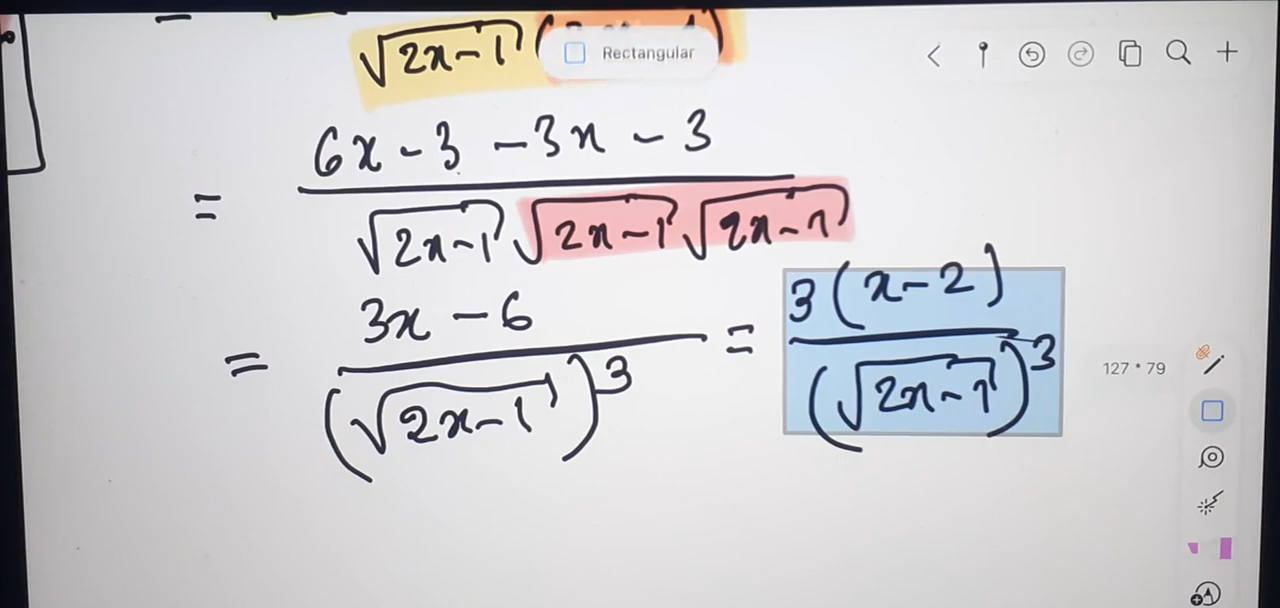 √2x-1 (
Rectangular
6x - 3 - 3x - 3
= √2x-1 √2x-1 √2x-1
3x - 6
= (√2x-1)^3
= 3(x-2)
(√2x-1)^3
127 * 79